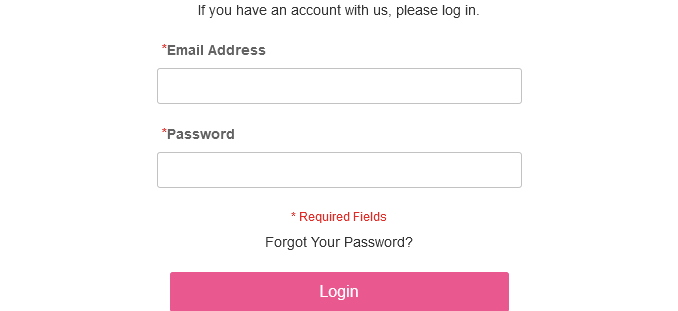 If you have an account with us, please log in.
*Email Address
*Password
* Required Fields
Forgot Your Password?
Login